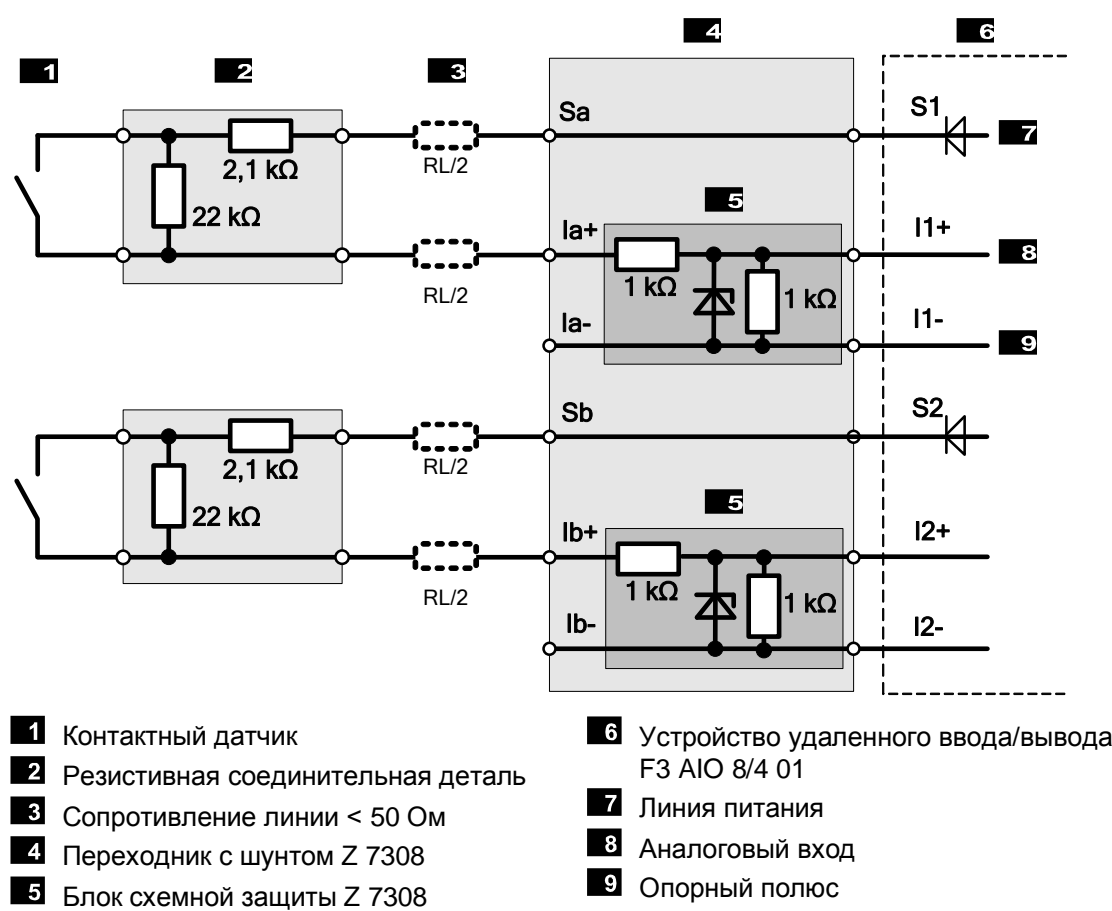 4
6
1
2
3
Sa
S1
7
2,1 kΩ
RL/2
22 kΩ
5
Ia+
I1+
8
1 kΩ
1 kΩ
RL/2
Ia-
I1-
9
Sb
S2
2,1 kΩ
RL/2
22 kΩ
5
Ib+
I2+
1 kΩ
1 kΩ
RL/2
Ib-
I2-
1 Контактный датчик
2 Резистивная соединительная деталь
3 Сопротивление линии < 50 Ом
4 Переходник с шунтом Z 7308
5 Блок схемной защиты Z 7308
6 Устройство удаленного ввода/вывода
F3 AIO 8/4 01
7 Линия питания
8 Аналоговый вход
9 Опорный полюс